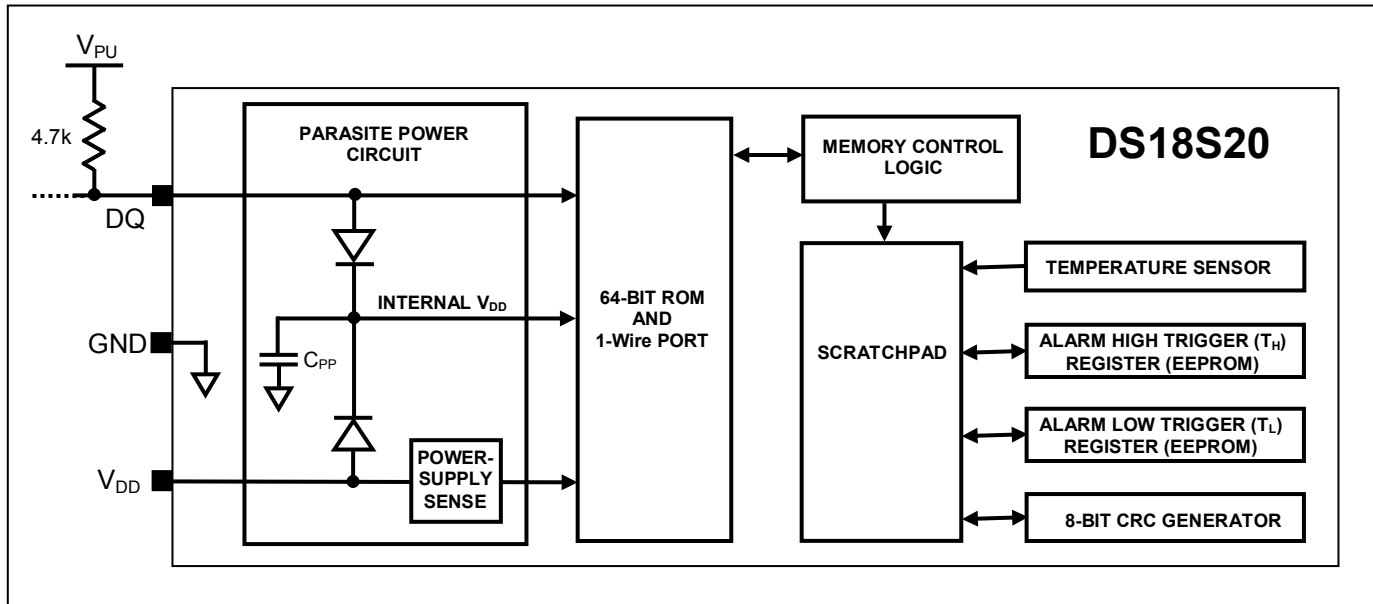 V_PU
4.7k
DQ
GND
V_DD
PARASITE POWER
CIRCUIT
INTERNAL V_DD
C_PP
POWER-
SUPPLY
SENSE
64-BIT ROM
AND
1-Wire PORT
MEMORY CONTROL
LOGIC
DS18S20
SCRATCHPAD
TEMPERATURE SENSOR
ALARM HIGH TRIGGER (T_H)
REGISTER (EEPROM)
ALARM LOW TRIGGER (T_L)
REGISTER (EEPROM)
8-BIT CRC GENERATOR